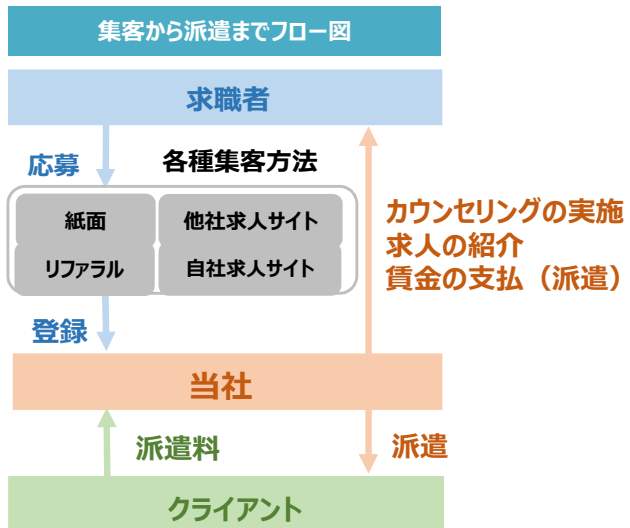 集客から派遣までフロー図
求職者
応募
各種集客方法
紙面
他社求人サイト
リファラル
自社求人サイト
カウンセリングの実施
求人の紹介
賃金の支払（派遣）
登録
当社
派遣料
派遣
クライアント